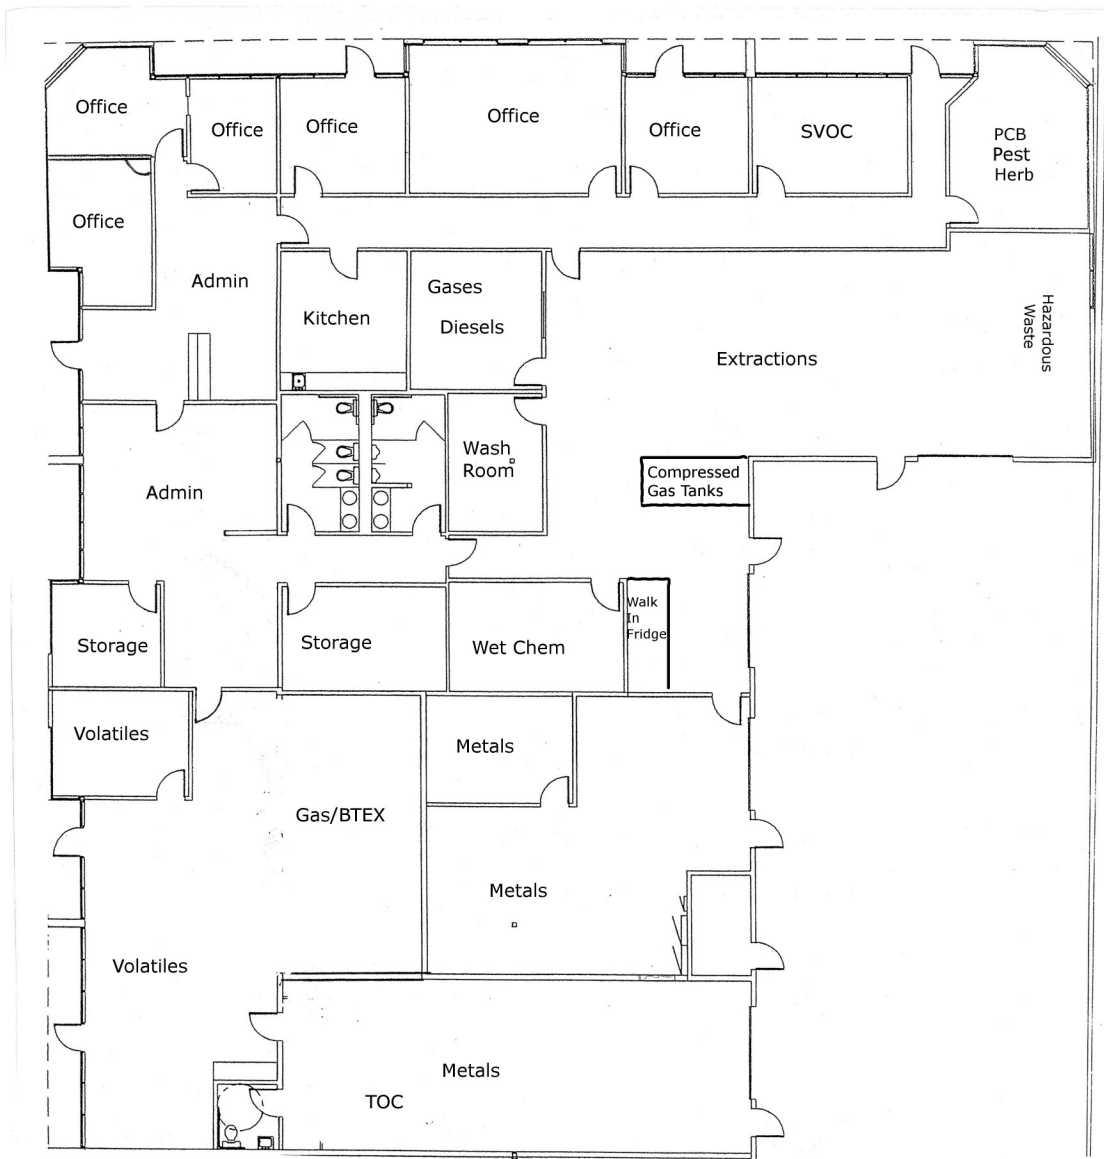 Office
Office
Office
Office
Office
SVOC
PCB
Pest
Herb
Office
Admin
Kitchen
Gases
Diesels
Extractions
Hazardous
Waste
Wash
Room
Compressed
Gas Tanks
Admin
Storage
Storage
Wet Chem
Walk
In
Fridge
Volatiles
Metals
Gas/BTEX
Metals
Volatiles
Metals
TOC